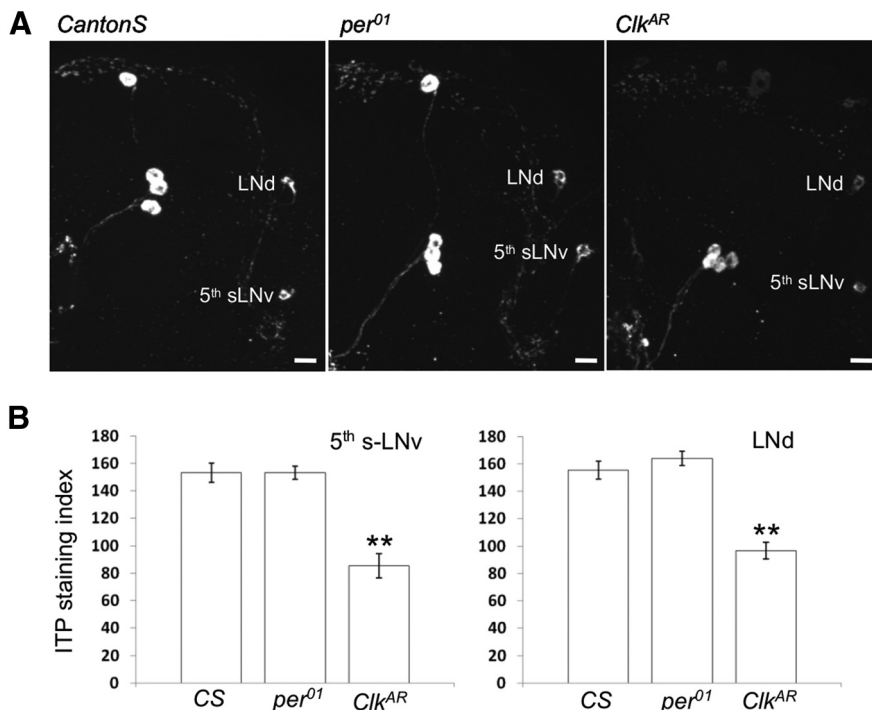 A
CantonS
per⁰¹
Clkᴬᴿ
LNd
5ᵗʰ sLNv
LNd
5ᵗʰ sLNv
LNd
5ᵗʰ sLNv
B
ITP staining index
180
160
140
120
100
80
60
40
20
0
5ᵗʰ s-LNv
**
CS per⁰¹ Clkᴬᴿ
180
160
140
120
100
80
60
40
20
0
LNd
**
CS per⁰¹ Clkᴬᴿ